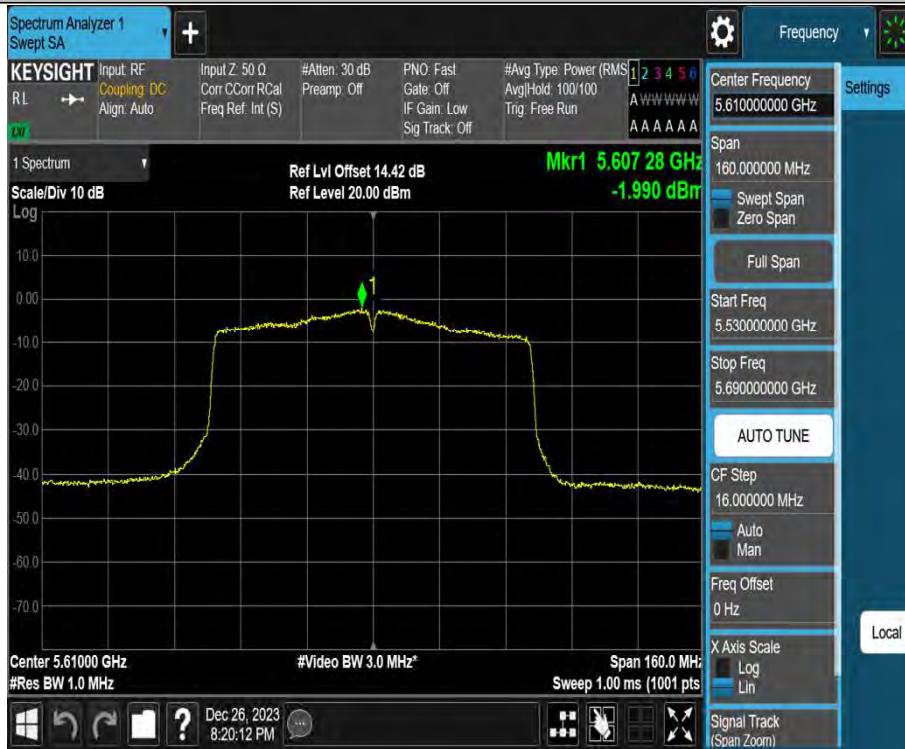 Spectrum Analyzer 1
Swept SA
+
Frequency
KEYSIGHT
RL
LXI
Input: RF
Coupling: DC
Align: Auto
Input Z: 50 Ω
Corr CCorr RCal
Freq Ref: Int (S)
#Atten: 30 dB
Preamp: Off
PNO: Fast
Gate: Off
IF Gain: Low
Sig Track: Off
#Avg Type: Power (RMS
Avg|Hold: 100/100
Trig: Free Run
1 2 3 4 5 6
A W W W W W
A A A A A A
1 Spectrum
Scale/Div 10 dB
Log
Ref Lvl Offset 14.42 dB
Ref Level 20.00 dBm
Mkr1 5.607 28 GHz
-1.990 dBm
1
10.0
0.00
-10.0
-20.0
-30.0
-40.0
-50.0
-60.0
-70.0
Center 5.61000 GHz
#Res BW 1.0 MHz
#Video BW 3.0 MHz*
Span 160.0 MHz
Sweep 1.00 ms (1001 pts)
Center Frequency
5.610000000 GHz
Settings
Span
160.000000 MHz
Swept Span
Zero Span
Full Span
Start Freq
5.530000000 GHz
Stop Freq
5.690000000 GHz
AUTO TUNE
CF Step
16.000000 MHz
Auto
Man
Freq Offset
0 Hz
Local
X Axis Scale
Log
Lin
Signal Track
(Span Zoom)
?
Dec 26, 2023
8:20:12 PM